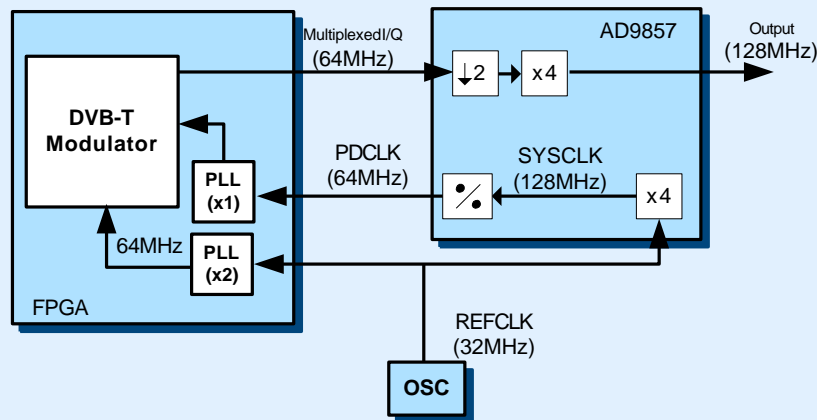 MultiplexedI/Q
(64MHz)
AD9857
Output
(128MHz)
↓2
x4
DVB-T
Modulator
PDCLK
(64MHz)
SYSCLK
(128MHz)
PLL
(x1)
x4
64MHz
PLL
(x2)
FPGA
REFCLK
(32MHz)
OSC